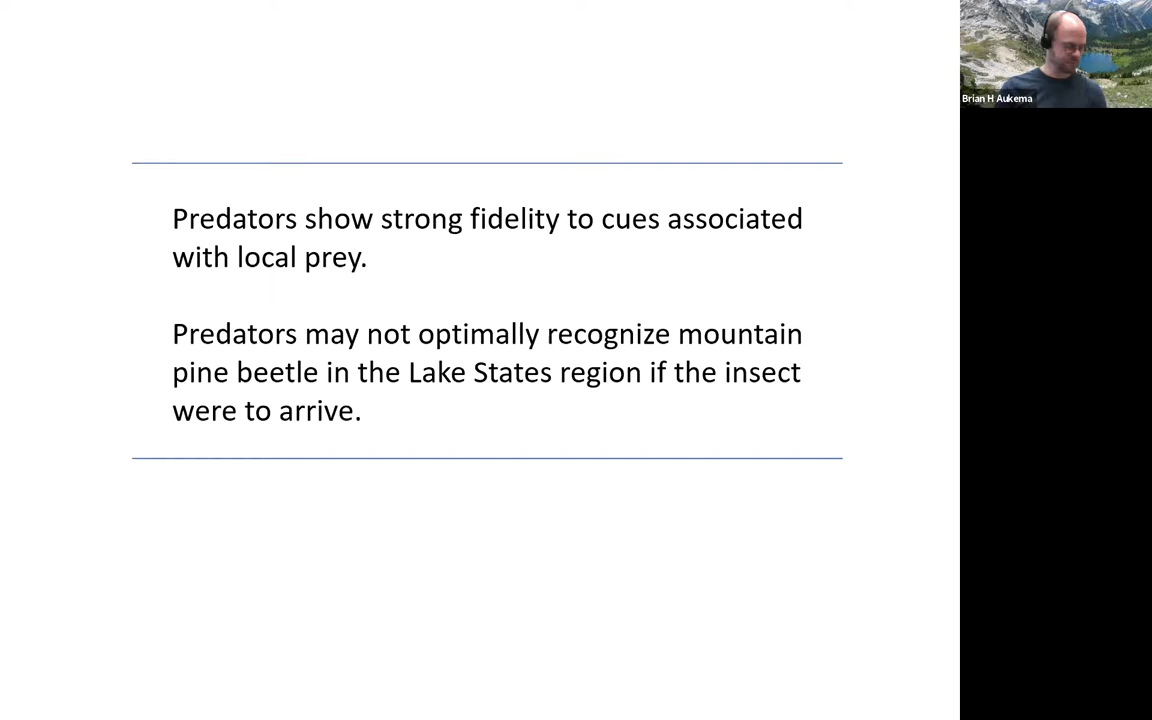 Brian H Aukema
Predators show strong fidelity to cues associated
with local prey.
Predators may not optimally recognize mountain
pine beetle in the Lake States region if the insect
were to arrive.